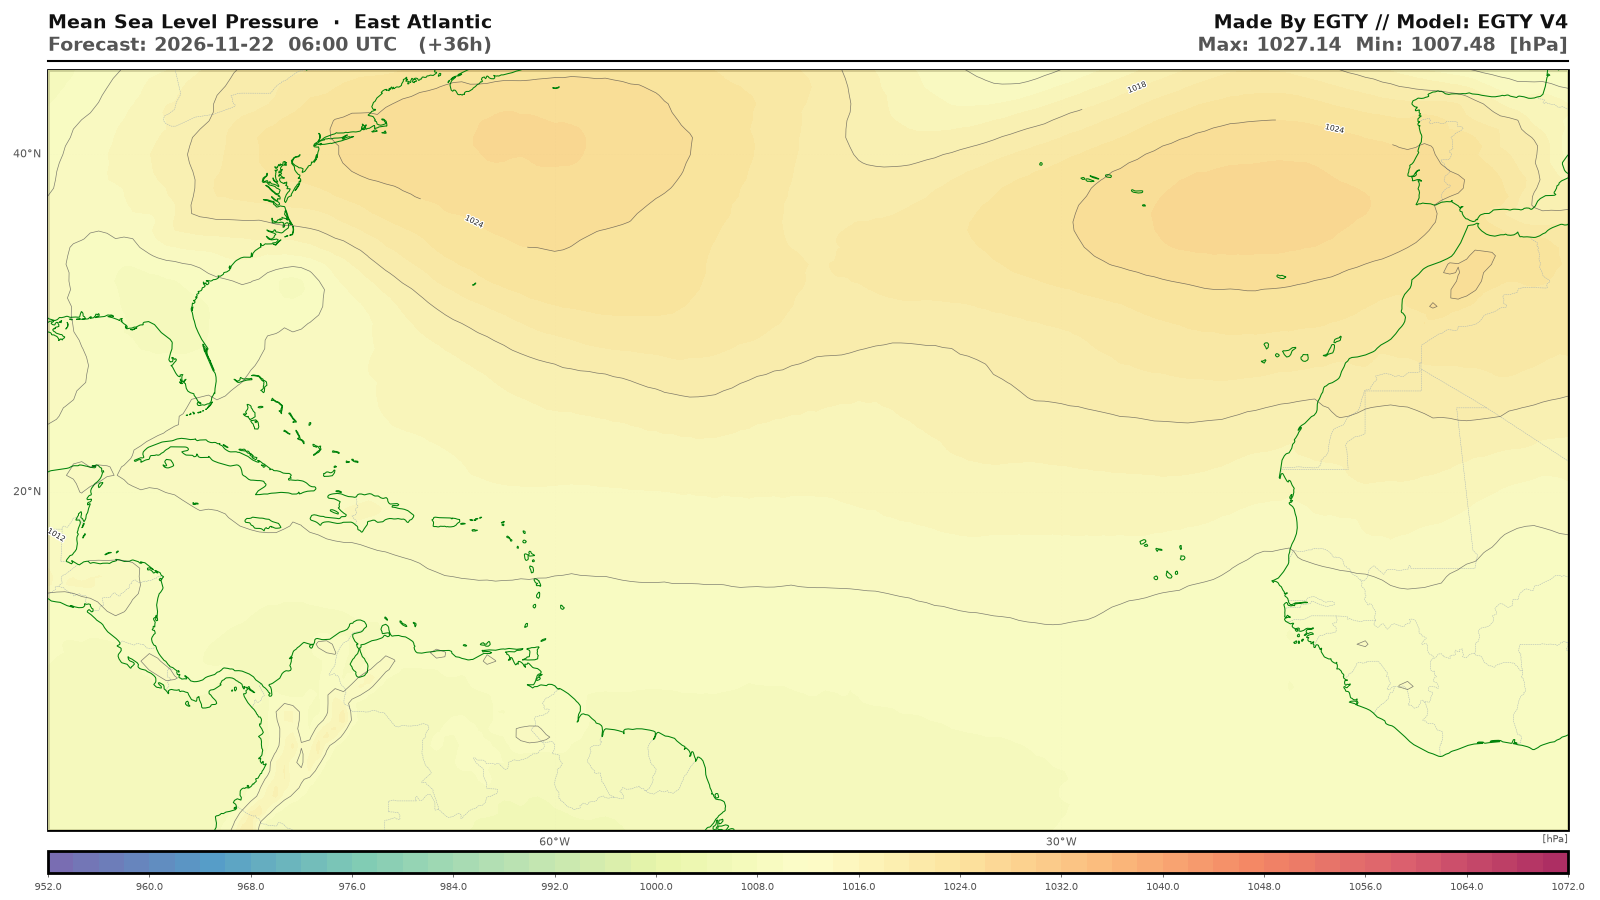 Mean Sea Level Pressure · East Atlantic
Made By EGTY // Model: EGTY V4
Forecast: 2026-11-22 06:00 UTC (+36h)
Max: 1027.14 Min: 1007.48 [hPa]
1018
1024
40°N
1024
20°N
1012
60°W
30°W
[hPa]
952.0 960.0 968.0 976.0 984.0 992.0 1000.0 1008.0 1016.0 1024.0 1032.0 1040.0 1048.0 1056.0 1064.0 1072.0